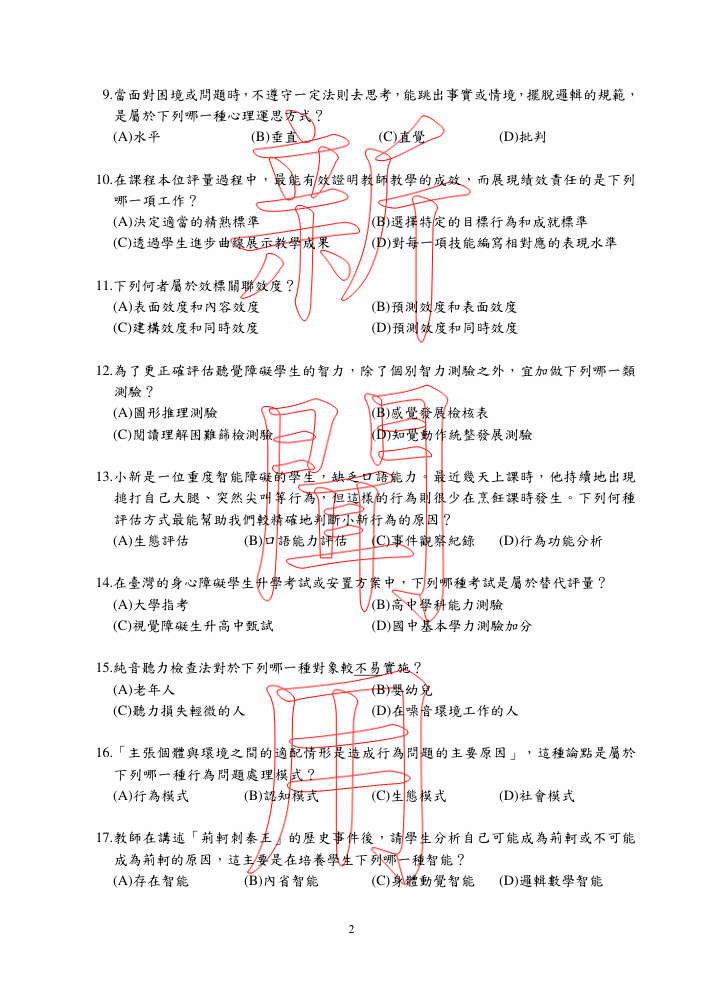 9.當面對困境或問題時，不遵守一定法則去思考，能跳出事實或情境，擺脫邏輯的規範，
是屬於下列哪一種心理運思方式？
(A)水平 (B)垂直 (C)直覺 (D)批判
10.在課程本位評量過程中，最能有效證明教師教學的成效，而展現績效責任的是下列
哪一項工作？
(A)決定適當的精熟標準 (B)選擇特定的目標行為和成就標準
(C)透過學生進步曲線展示教學成果 (D)對每一項技能編寫相對應的表現水準
11.下列何者屬於效標關聯效度？
(A)表面效度和內容效度 (B)預測效度和表面效度
(C)建構效度和同時效度 (D)預測效度和同時效度
12.為了更正確評估聽覺障礙學生的智力，除了個別智力測驗之外，宜加做下列哪一類
測驗？
(A)圖形推理測驗 (B)感覺發展檢核表
(C)閱讀理解困難篩檢測驗 (D)知覺動作統整發展測驗
13.小新是一位重度智能障礙的學生，缺乏口語能力。最近幾天上課時，他持續地出現
搥打自己大腿、突然尖叫等行為，但這樣的行為則很少在烹飪課時發生。下列何種
評估方式最能幫助我們較精確地判斷小新行為的原因？
(A)生態評估 (B)口語能力評估 (C)事件觀察紀錄 (D)行為功能分析
14.在臺灣的身心障礙學生升學考試或安置方案中，下列哪種考試是屬於替代評量？
(A)大學指考 (B)高中學科能力測驗
(C)視覺障礙生升高中甄試 (D)國中基本學力測驗加分
15.純音聽力檢查法對於下列哪一種對象較不易實施？
(A)老年人 (B)嬰幼兒
(C)聽力損失輕微的人 (D)在噪音環境工作的人
16.「主張個體與環境之間的適配情形是造成行為問題的主要原因」，這種論點是屬於
下列哪一種行為問題處理模式？
(A)行為模式 (B)認知模式 (C)生態模式 (D)社會模式
17.教師在講述「荊軻刺秦王」的歷史事件後，請學生分析自己可能成為荊軻或不可能
成為荊軻的原因，這主要是在培養學生下列哪一種智能？
(A)存在智能 (B)內省智能 (C)身體動覺智能 (D)邏輯數學智能
2